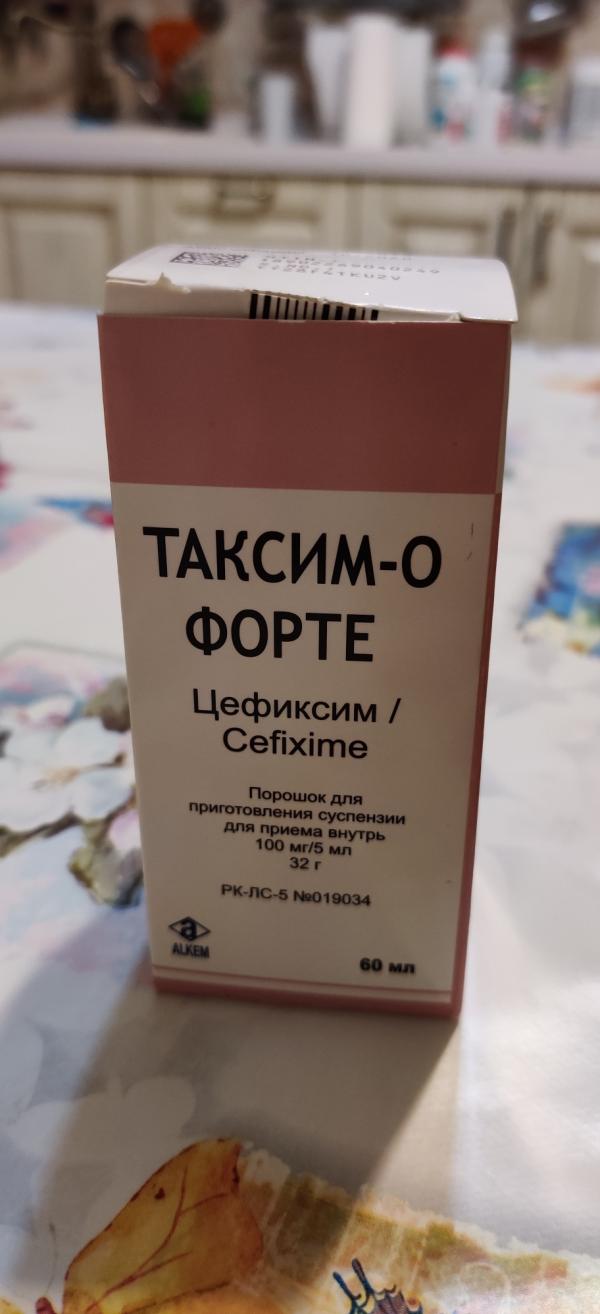 ТАКСИМ-О
ФОРТЕ
Цефиксим /
Cefixime
Порошок для
приготовления суспензии
для приема внутрь
100 мг/5 мл
32 г
РК-ЛС-5 №019034
ALKEM
60 мл